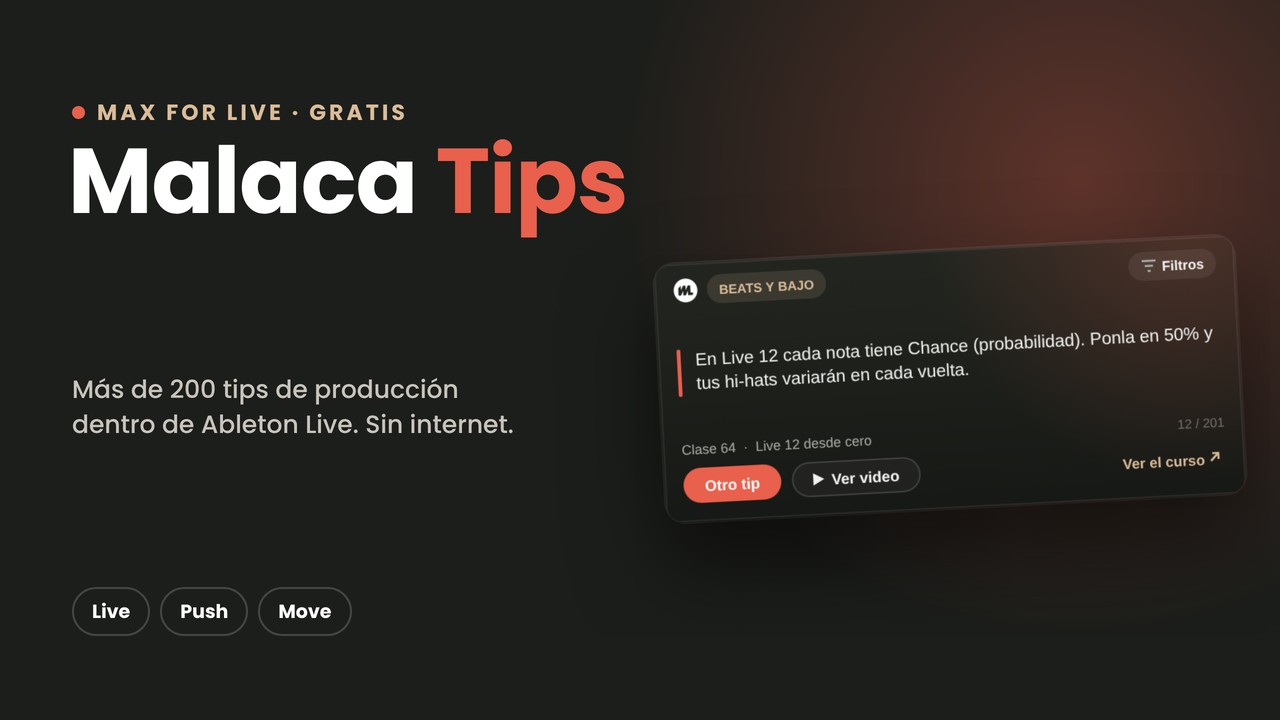 MAX FOR LIVE · GRATIS
Malaca Tips
Más de 200 tips de producción
dentro de Ableton Live. Sin internet.
Live
Push
Move
m.
BEATS Y BAJO
Filtros
En Live 12 cada nota tiene Chance (probabilidad). Ponla en 50% y
tus hi-hats variarán en cada vuelta.
Clase 64 · Live 12 desde cero
12 / 201
Otro tip
Ver video
Ver el curso